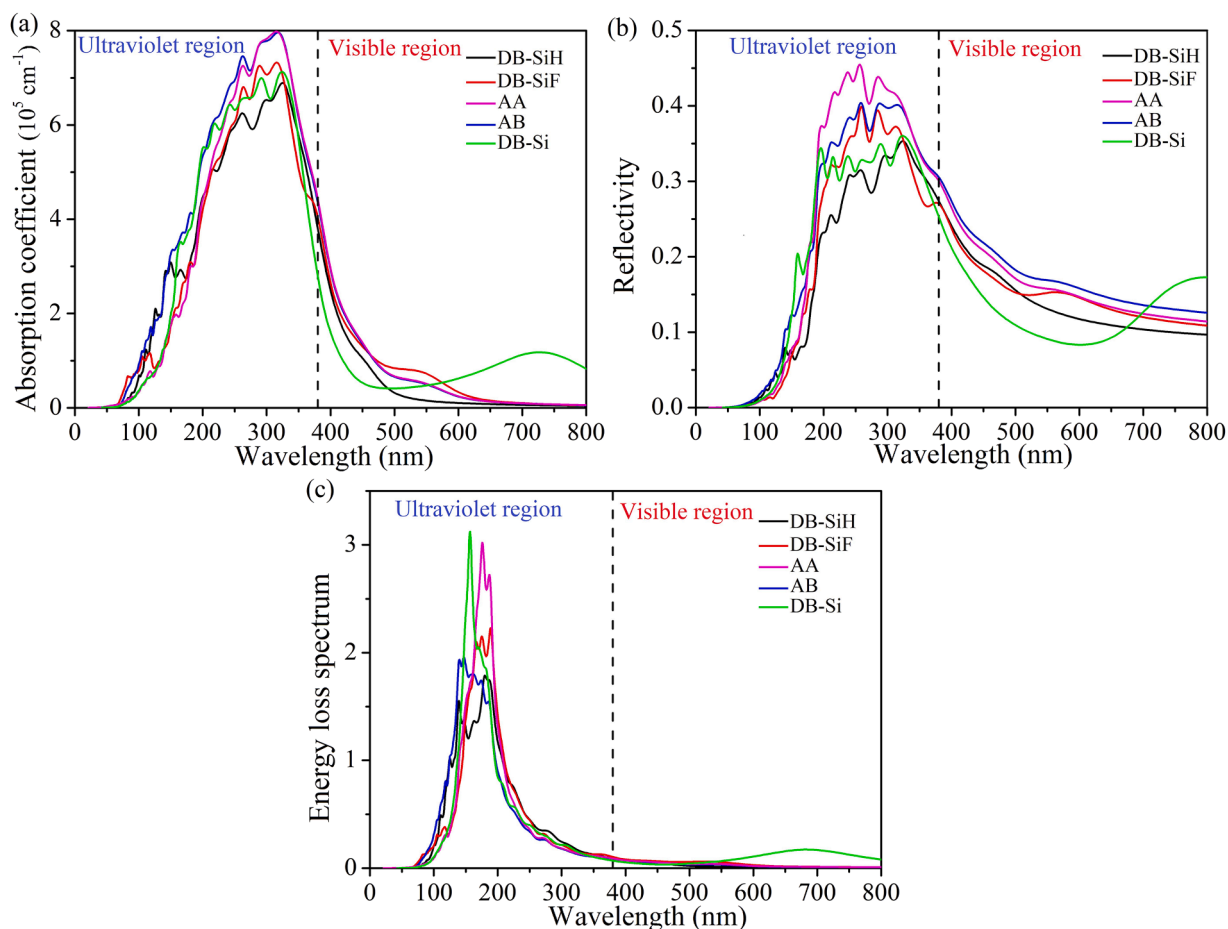 (a)
Ultraviolet region
Visible region
DB-SiH
DB-SiF
AA
AB
DB-Si
Absorption coefficient (10⁵ cm⁻¹)
8
6
4
2
0
0 100 200 300 400 500 600 700 800
Wavelength (nm)
(b)
Ultraviolet region
Visible region
DB-SiH
DB-SiF
AA
AB
DB-Si
Reflectivity
0.5
0.4
0.3
0.2
0.1
0.0
0 100 200 300 400 500 600 700 800
Wavelength (nm)
(c)
Ultraviolet region
Visible region
DB-SiH
DB-SiF
AA
AB
DB-Si
Energy loss spectrum
3
2
1
0
0 100 200 300 400 500 600 700 800
Wavelength (nm)